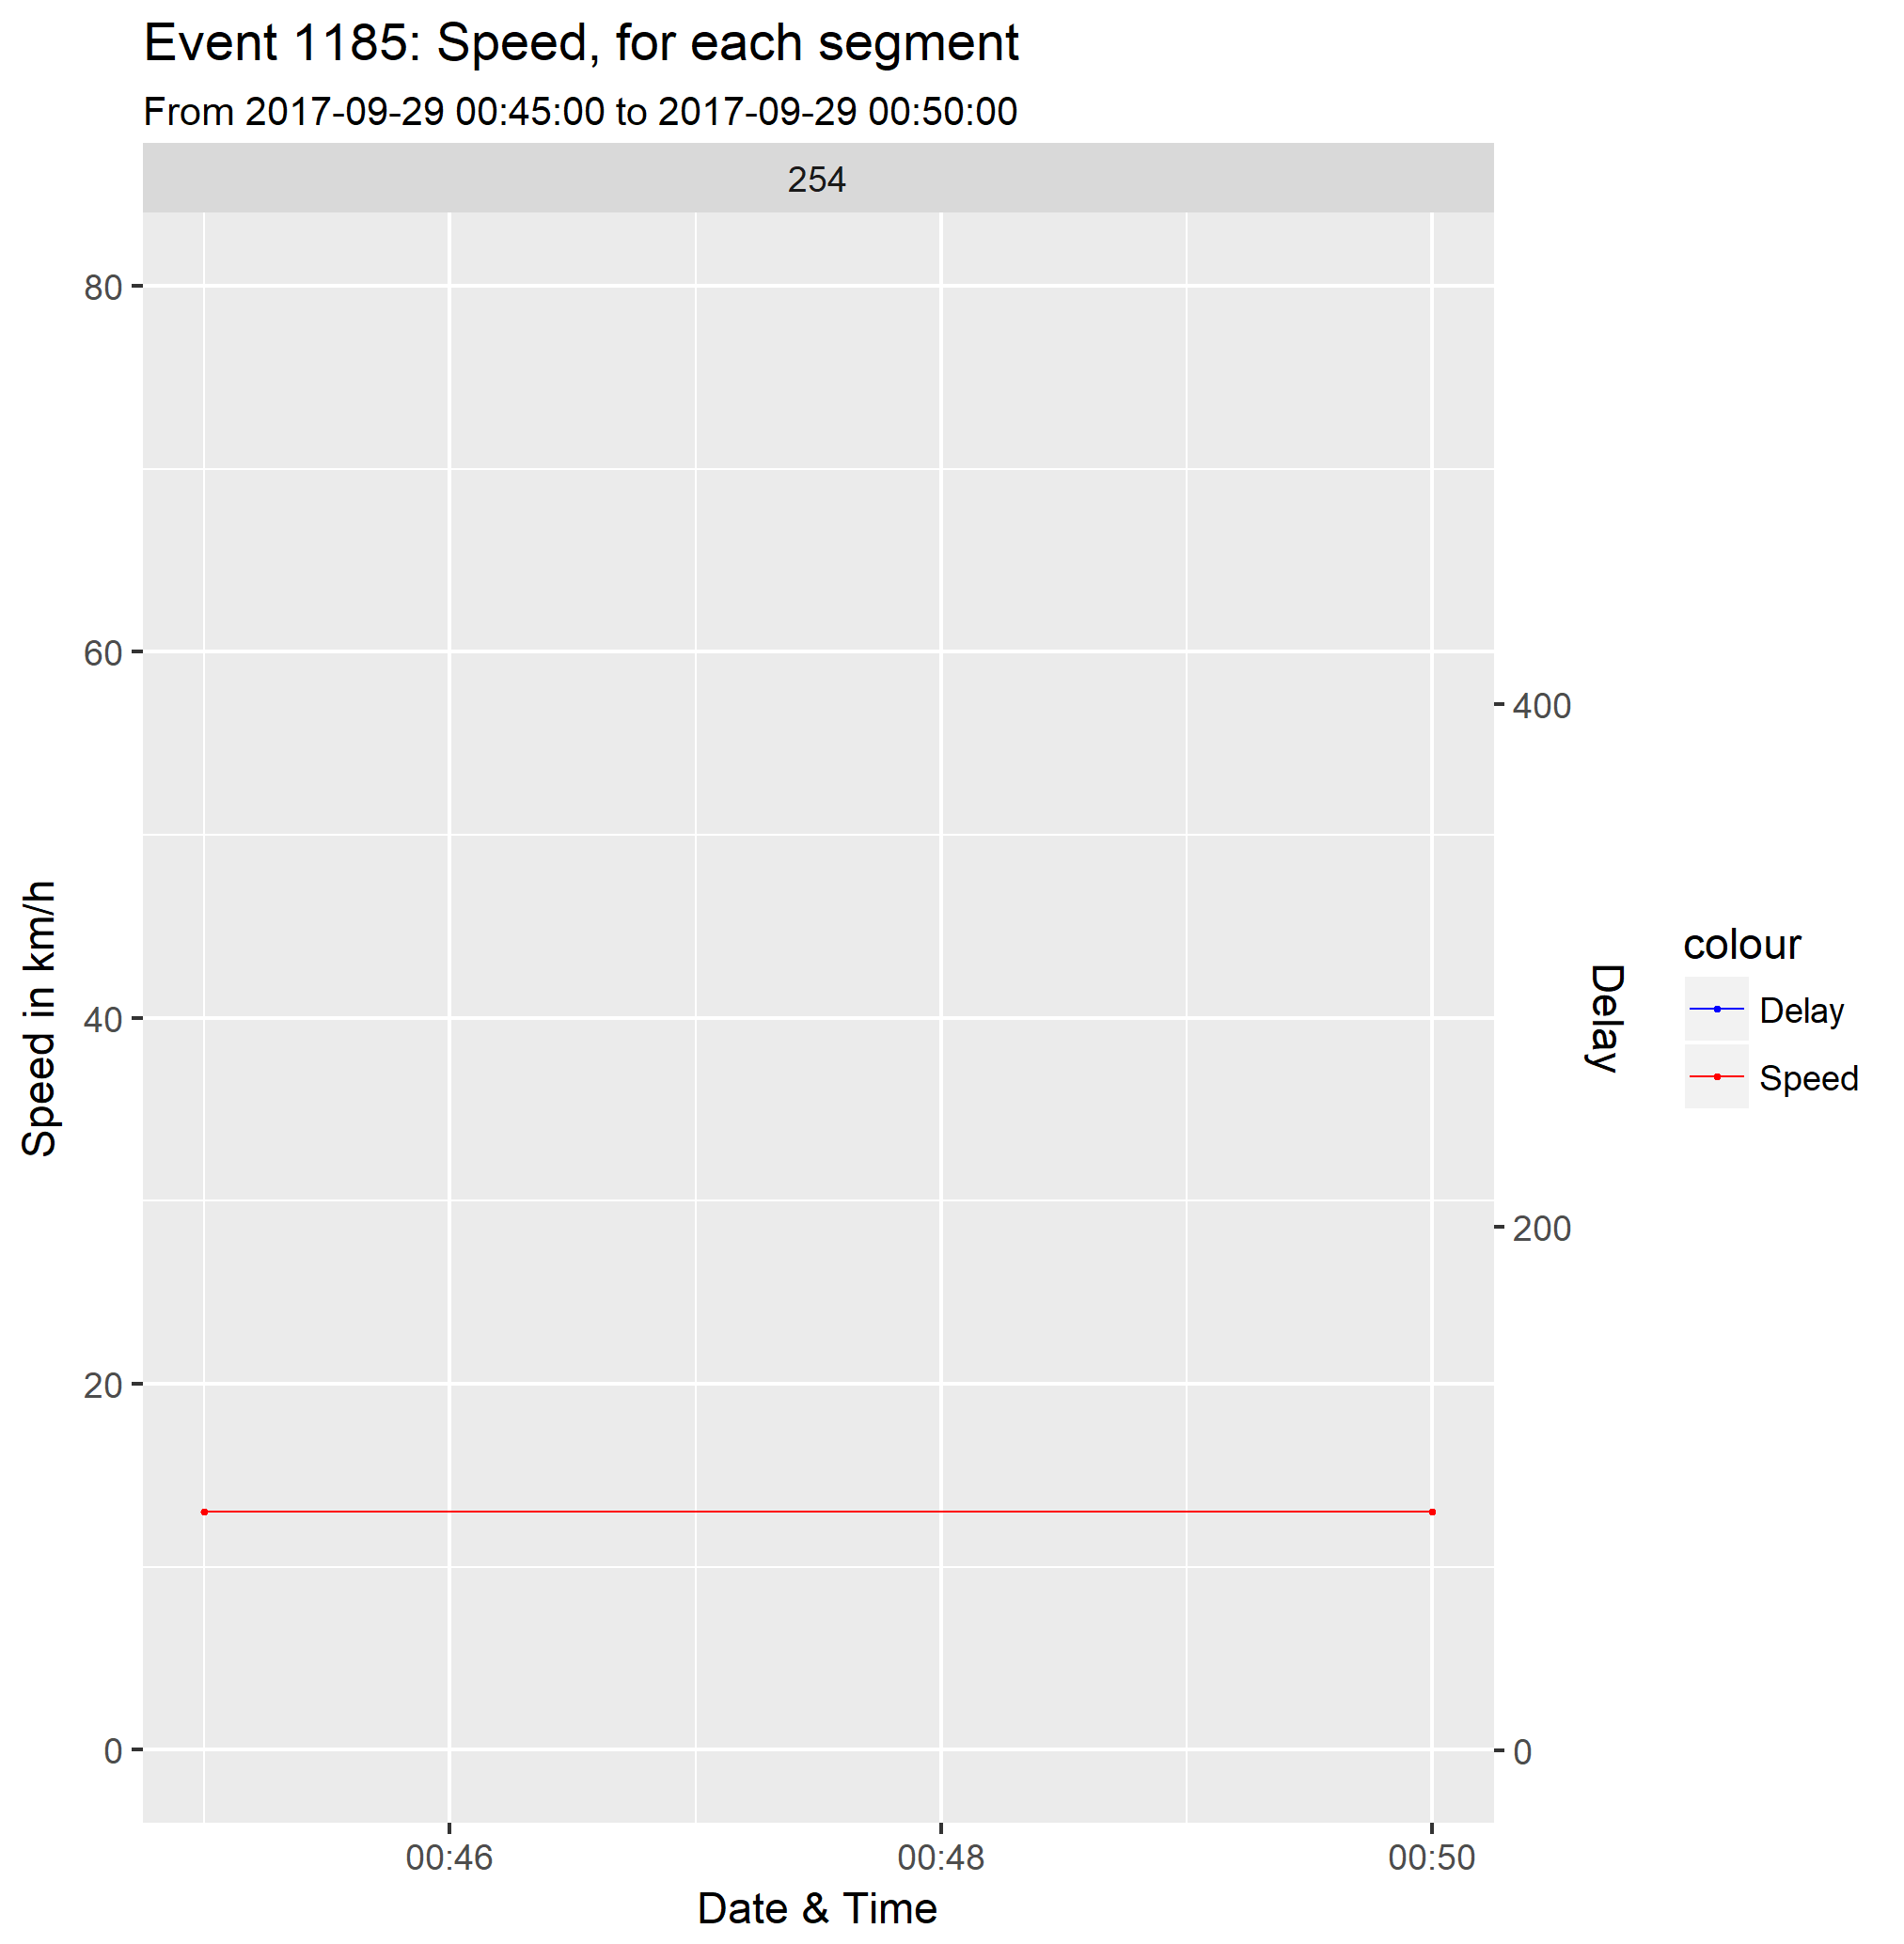 Event 1185: Speed, for each segment
From 2017-09-29 00:45:00 to 2017-09-29 00:50:00
254
80
60
40
20
0
Speed in km/h
400
200
0
Delay
00:46
00:48
00:50
Date & Time
colour
Delay
Speed